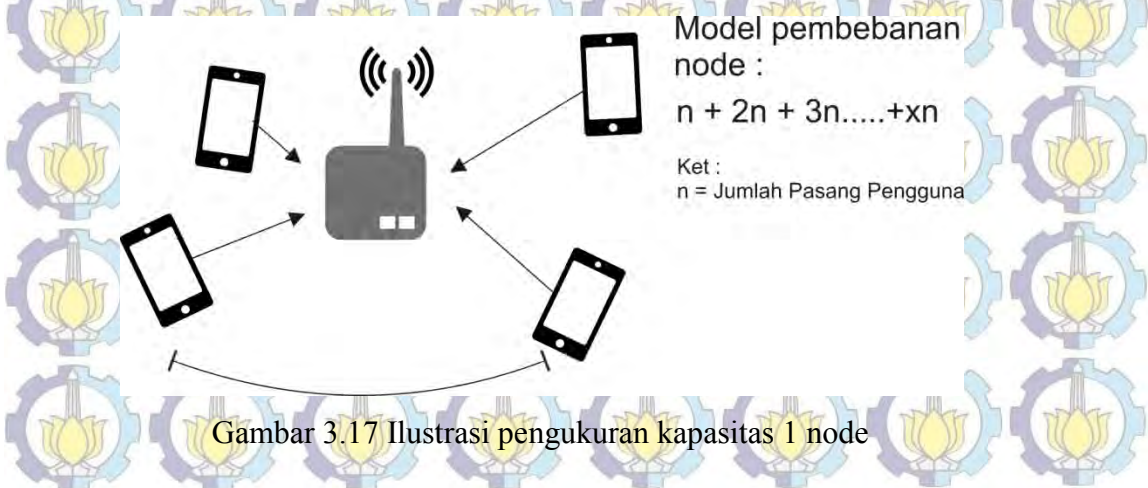 Model pembebanan
node :
n + 2n + 3n.....+xn
Ket :
n = Jumlah Pasang Pengguna
Gambar 3.17 Ilustrasi pengukuran kapasitas 1 node